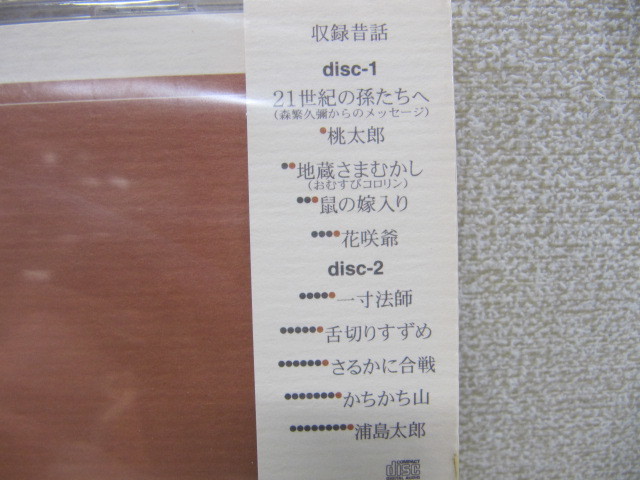 収録昔話
disc-1
21世紀の孫たちへ
(森繁久彌からのメッセージ)
桃太郎
地蔵さまむかし
(おむすびコロリン)
鼠の嫁入り
花咲爺
disc-2
一寸法師
舌切りすずめ
さるかに合戦
かちかち山
浦島太郎
disc